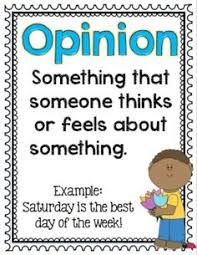 Opinion
Something that
someone thinks
or feels about
something.
Example:
Saturday is the best
day of the week!